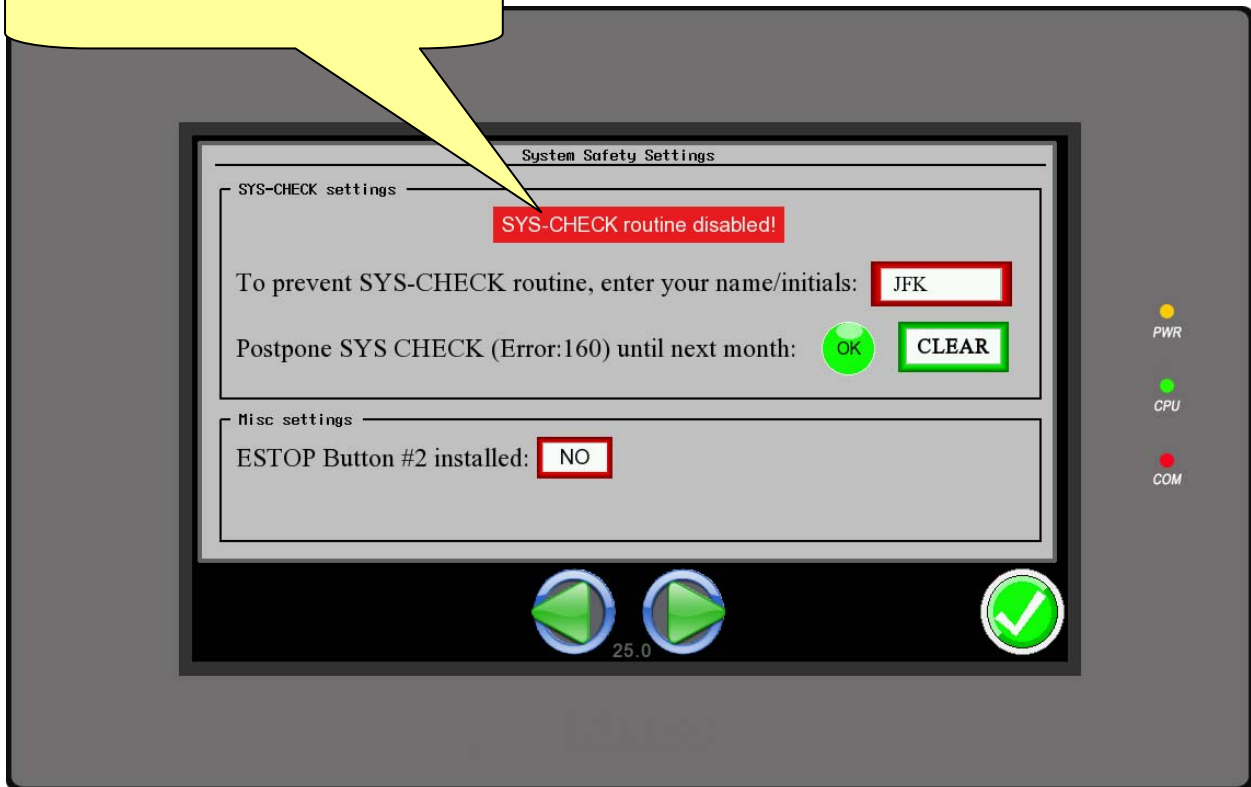 System Safety Settings
SYS-CHECK settings
SYS-CHECK routine disabled!
To prevent SYS-CHECK routine, enter your name/initials: JFK
Postpone SYS CHECK (Error:160) until next month: OK CLEAR
Misc settings
ESTOP Button #2 installed: NO
PWR
CPU
COM
25.0